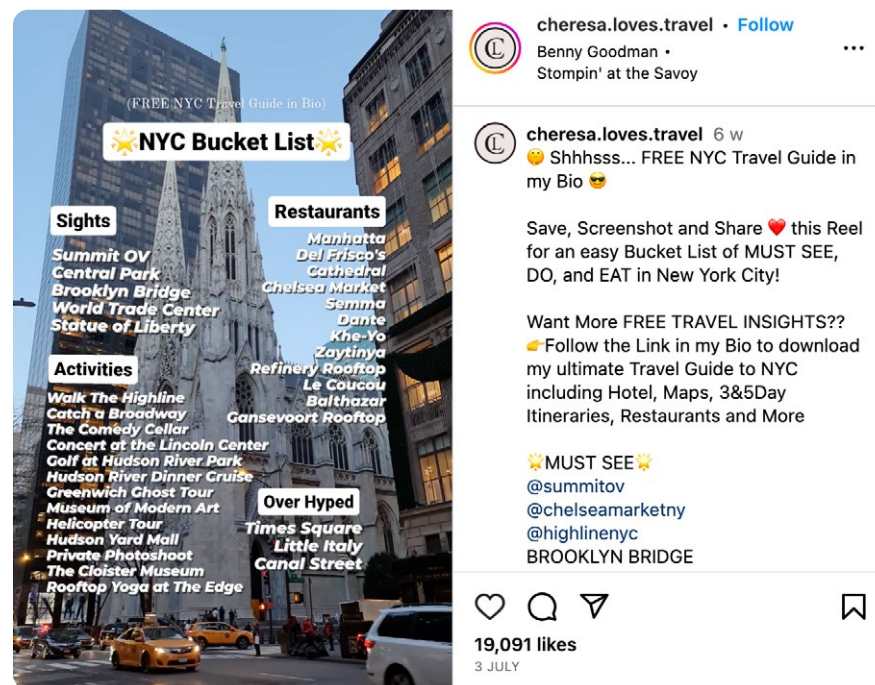 (FREE NYC Travel Guide in Bio)
🌟NYC Bucket List🌟
Sights
Summit OV
Central Park
Brooklyn Bridge
World Trade Center
Statue of Liberty
Activities
Walk The Highline
Catch a Broadway
The Comedy Cellar
Concert at the Lincoln Center
Golf at Hudson River Park
Hudson River Dinner Cruise
Greenwich Ghost Tour
Museum of Modern Art
Helicopter Tour
Hudson Yard Mall
Private Photoshoot
The Cloister Museum
Rooftop Yoga at The Edge
Restaurants
Manhatta
Del Frisco's
Cathedral
Chelsea Market
Semma
Dante
Khe-Yo
Zaytinya
Refinery Rooftop
Le Coucou
Balthazar
Gansevoort Rooftop
Over Hyped
Times Square
Little Italy
Canal Street
CL
cheresa.loves.travel • Follow
Benny Goodman •
Stompin' at the Savoy
CL
cheresa.loves.travel 6 w
🤫 Shhhsss... FREE NYC Travel Guide in
my Bio 😎
Save, Screenshot and Share ❤️ this Reel
for an easy Bucket List of MUST SEE,
DO, and EAT in New York City!
Want More FREE TRAVEL INSIGHTS??
👉Follow the Link in my Bio to download
my ultimate Travel Guide to NYC
including Hotel, Maps, 3&5Day
Itineraries, Restaurants and More
🌟MUST SEE🌟
@summitov
@chelseamarketny
@highlinenyc
BROOKLYN BRIDGE
19,091 likes
3 JULY